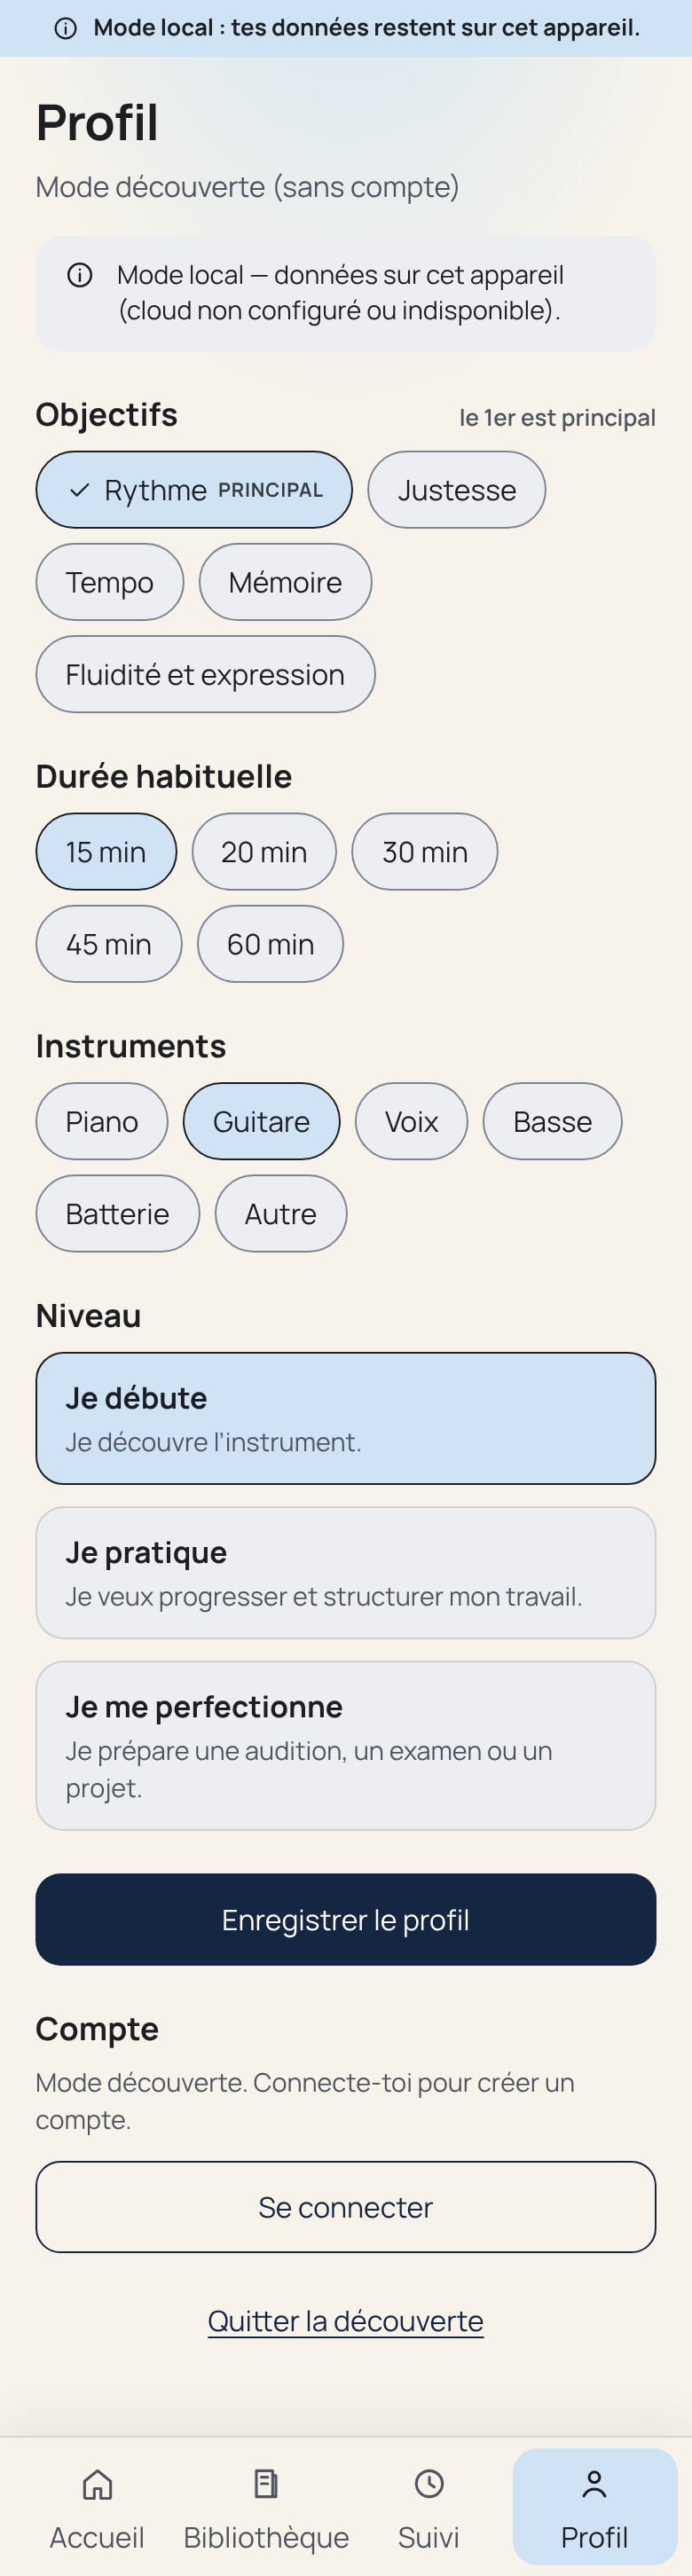 Mode local : tes données restent sur cet appareil.
Profil
Mode découverte (sans compte)
Mode local — données sur cet appareil
(cloud non configuré ou indisponible).
Objectifs
le 1er est principal
Rythme PRINCIPAL
Justesse
Tempo
Mémoire
Fluidité et expression
Durée habituelle
15 min
20 min
30 min
45 min
60 min
Instruments
Piano
Guitare
Voix
Basse
Batterie
Autre
Niveau
Je débute
Je découvre l’instrument.
Je pratique
Je veux progresser et structurer mon travail.
Je me perfectionne
Je prépare une audition, un examen ou un
projet.
Enregistrer le profil
Compte
Mode découverte. Connecte-toi pour créer un
compte.
Se connecter
Quitter la découverte
Accueil
Bibliothèque
Suivi
Profil